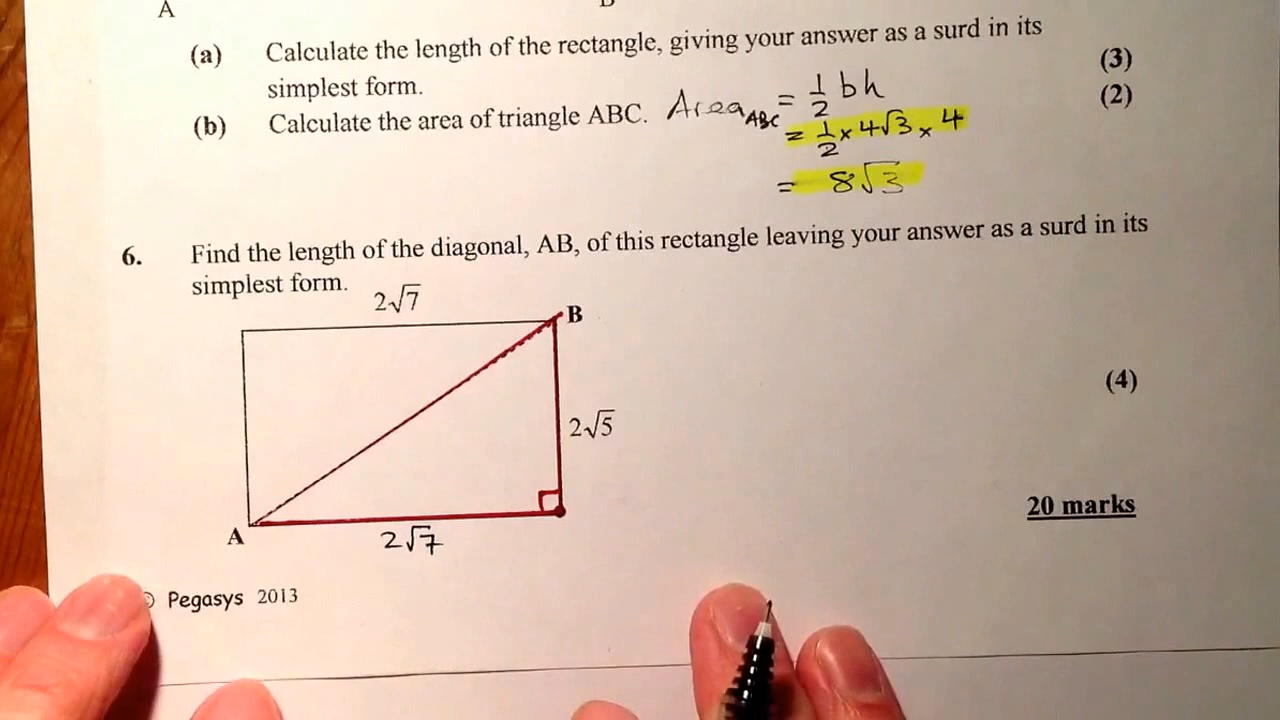 A
(a) Calculate the length of the rectangle, giving your answer as a surd in its
simplest form. (3)
(b) Calculate the area of triangle ABC. Area ABC = 1/2 bh (2)
= 1/2 × 4√3 × 4
= 8√3
6. Find the length of the diagonal, AB, of this rectangle leaving your answer as a surd in its
simplest form.
2√7
B
(4)
2√5
20 marks
A
2√7
Pegasys 2013